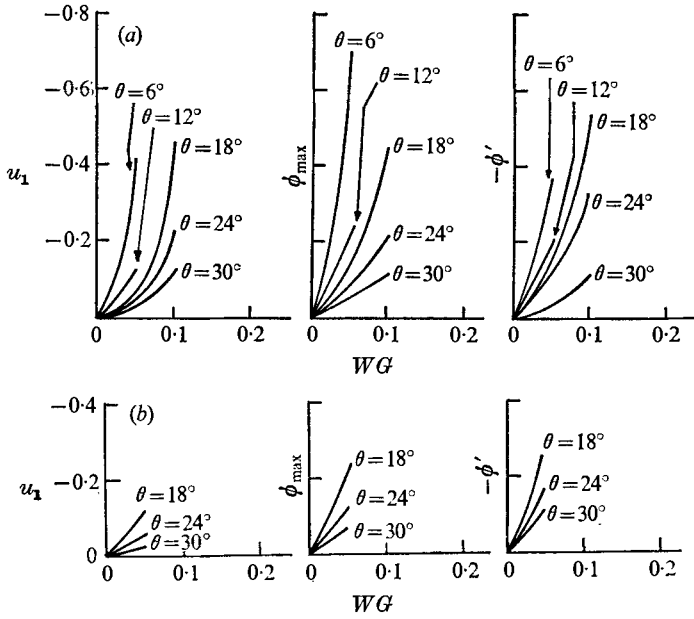 (a)
−0·8
−0·6
−0·4
−0·2
u₁
θ=6°
θ=12°
θ=18°
θ=24°
θ=30°
0
0·1
0·2
ϕmax
θ=6°
θ=12°
θ=18°
θ=24°
θ=30°
0
0·1
0·2
WG
−ϕ′
θ=6°
θ=12°
θ=18°
θ=24°
θ=30°
0
0·1
0·2
(b)
−0·4
−0·2
0
u₁
θ=18°
θ=24°
θ=30°
0·1
0·2
ϕmax
θ=18°
θ=24°
θ=30°
0
0·1
0·2
WG
−ϕ′
θ=18°
θ=24°
θ=30°
0
0·1
0·2